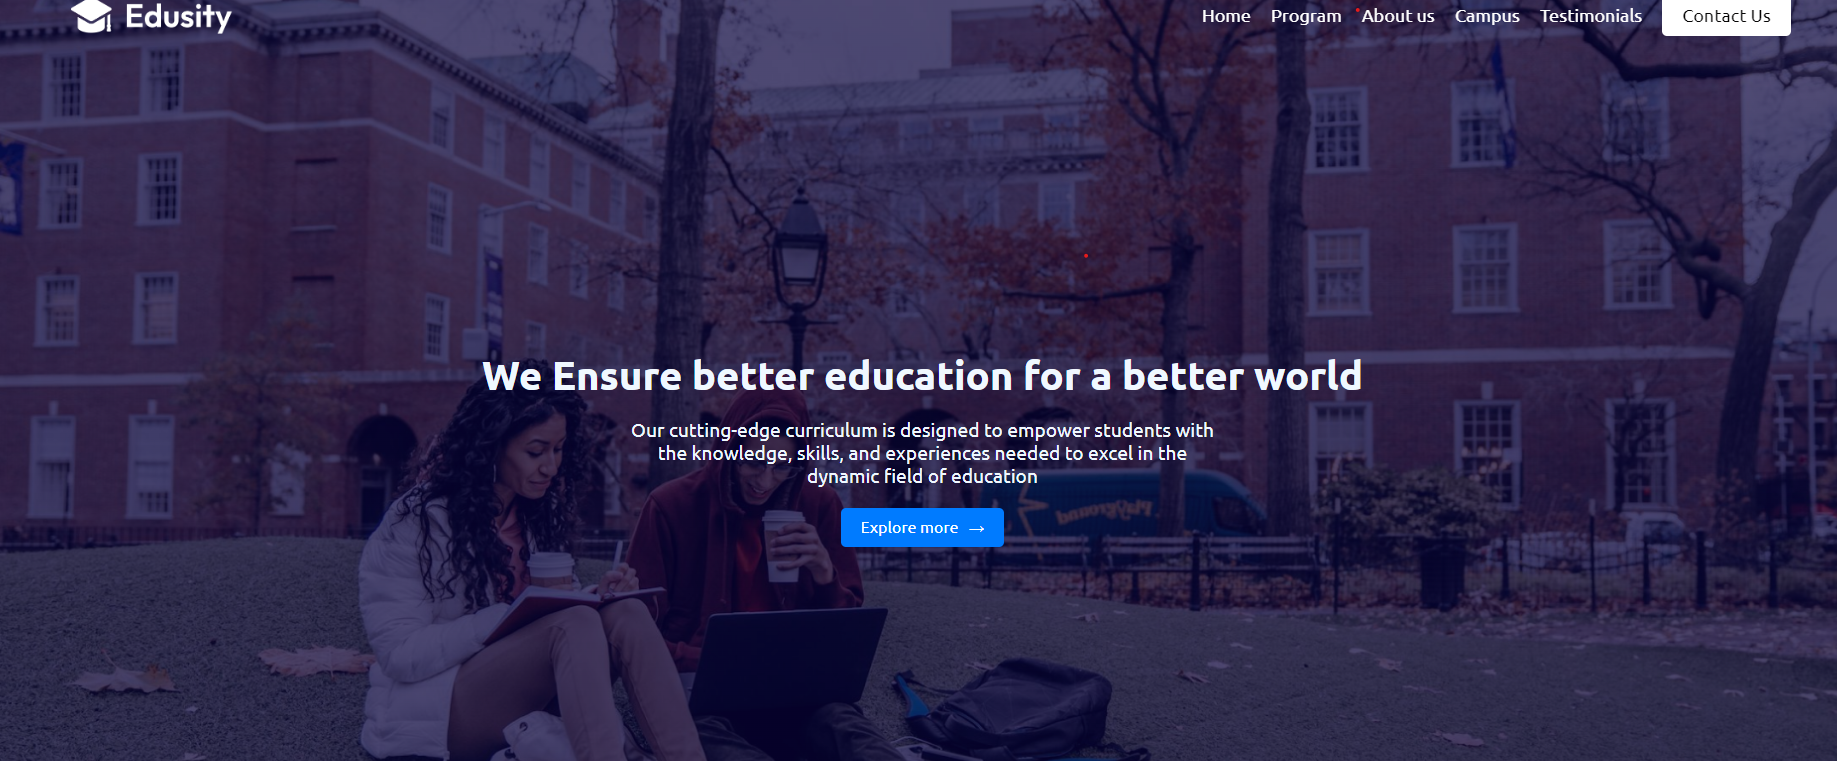 Edusity
Home Program About us Campus Testimonials Contact Us
We Ensure better education for a better world
Our cutting-edge curriculum is designed to empower students with
the knowledge, skills, and experiences needed to excel in the
dynamic field of education
Explore more →